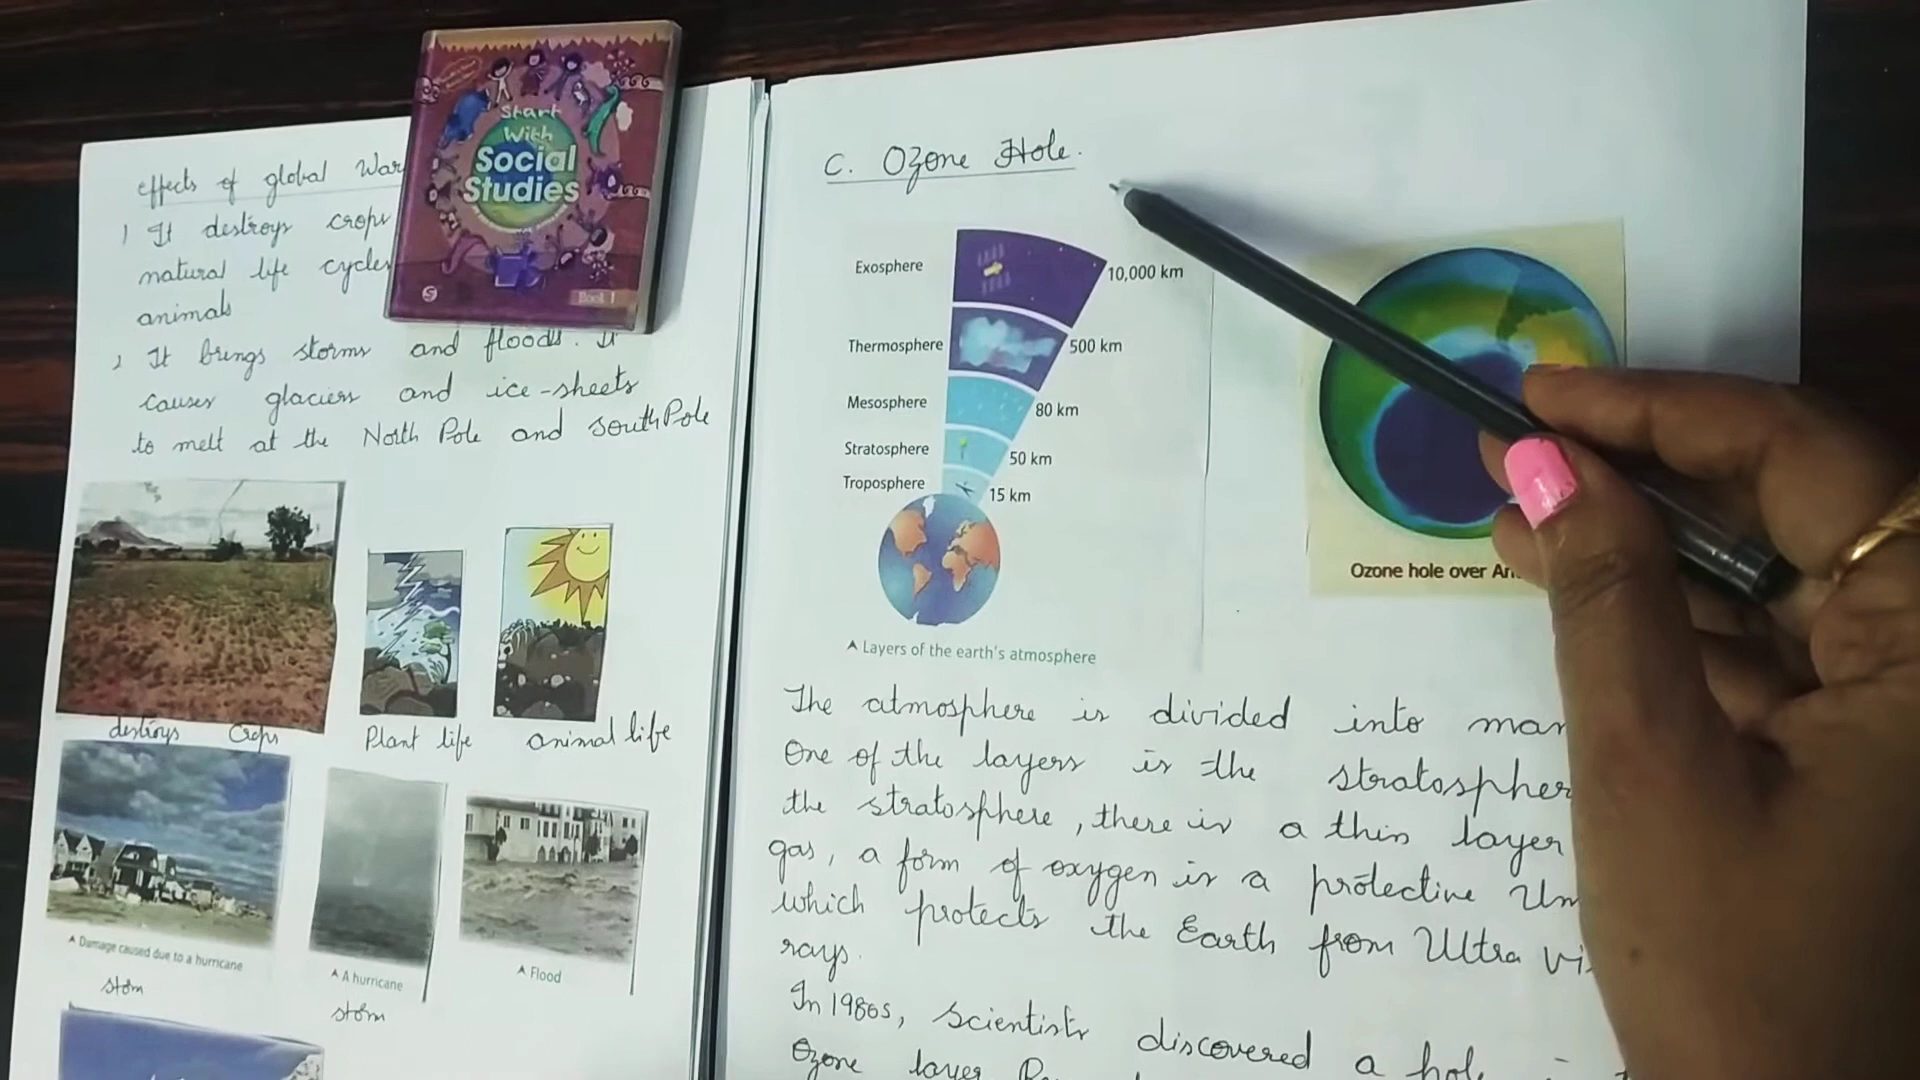 effects of global War
1) It destroys crops
natural life cycles
animals
2 It brings storms and floods. It
causes glaciers and ice-sheets
to melt at the North Pole and South Pole
destroys Crops
Plant life
animal life
Damage caused due to a hurricane
stom
A hurricane
stom
Flood
Start
With
Social
Studies
Book 1
C. Ozone Hole.
Exosphere
10,000 km
Thermosphere
500 km
Mesosphere
80 km
Stratosphere
50 km
Troposphere
15 km
Layers of the earth's atmosphere
Ozone hole over An
The atmosphere is divided into man
One of the layers is the stratospher
the stratosphere, there is a thin layer
gas, a form of oxygen is a protective Um
which protects the Earth from Ultra vi
rays.
In 1980s, scientists discovered a hole
Ozone layer